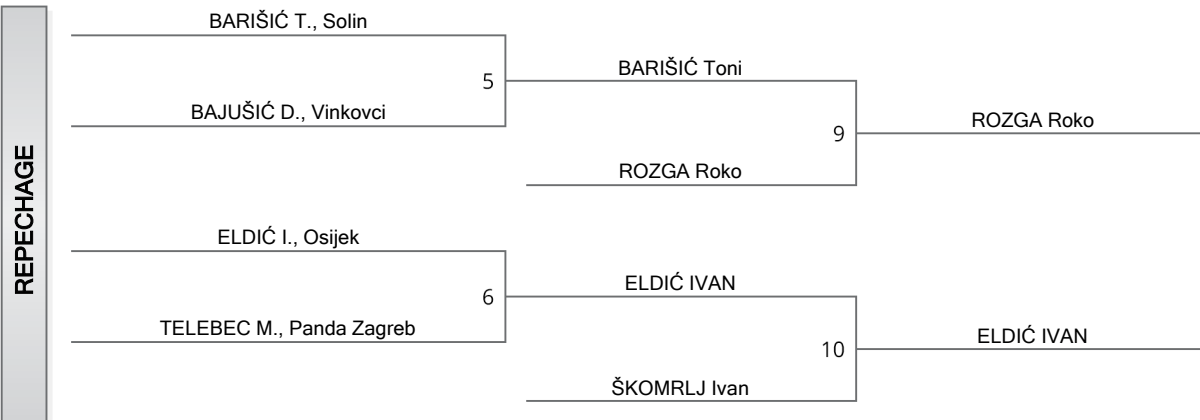 REPECHAGE
BARIŠIĆ T., Solin
BAJUŠIĆ D., Vinkovci
5
BARIŠIĆ Toni
ROZGA Roko
9
ROZGA Roko
ELDIĆ I., Osijek
TELEBEC M., Panda Zagreb
6
ELDIĆ IVAN
ŠKOMRLJ Ivan
10
ELDIĆ IVAN